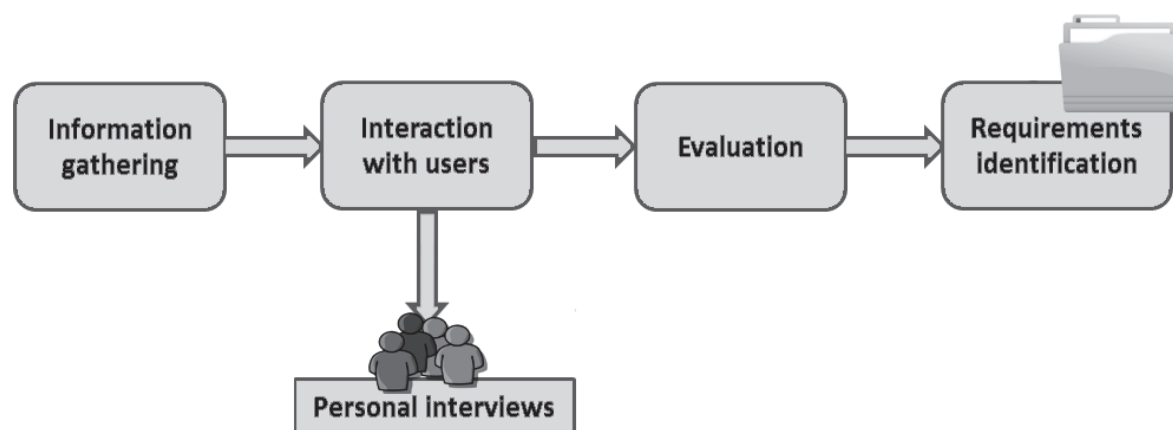 Information
gathering
Interaction
with users
Evaluation
Requirements
identification
Personal interviews